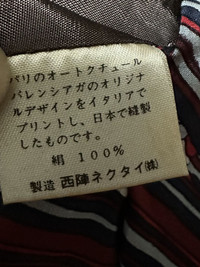 パリのオートクチュール
バレンシアガのオリジナ
ルデザインをイタリアで
プリントし、日本で縫製
したものです。
絹 100%
製造 西陣ネクタイ(株)